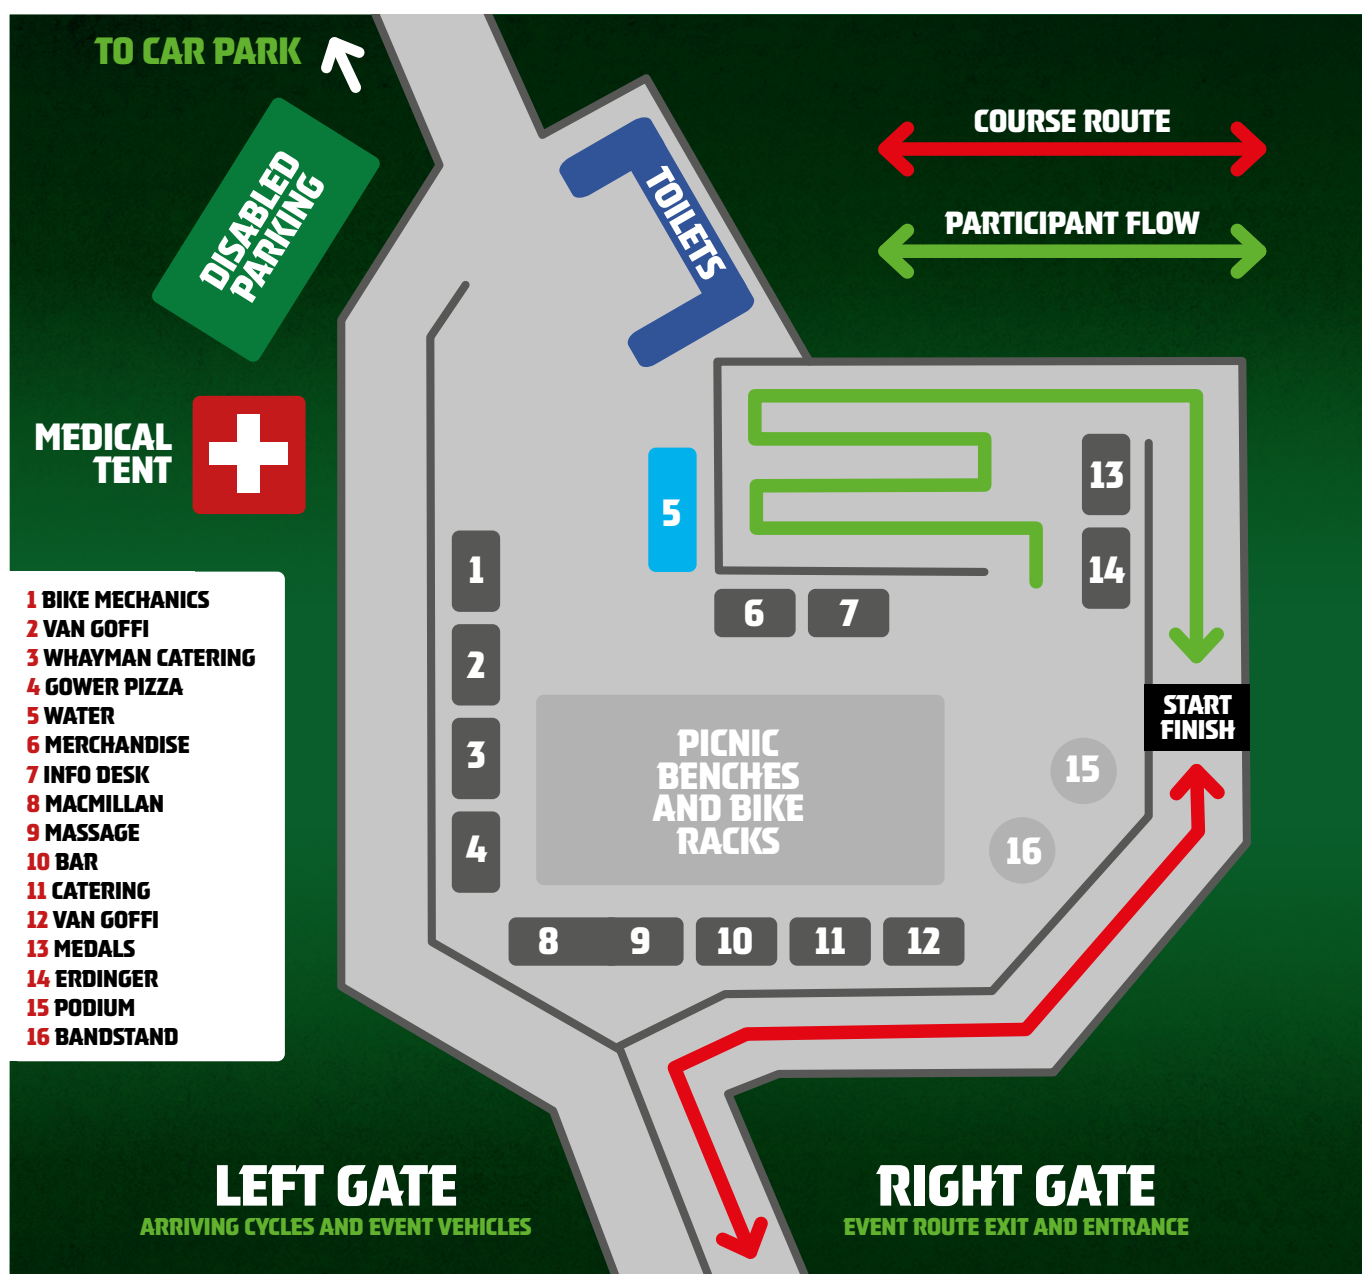 TO CAR PARK
DISABLED
PARKING
TOILETS
COURSE ROUTE
PARTICIPANT FLOW
MEDICAL
TENT
1 BIKE MECHANICS
2 VAN GOFFI
3 WHAYMAN CATERING
4 GOWER PIZZA
5 WATER
6 MERCHANDISE
7 INFO DESK
8 MACMILLAN
9 MASSAGE
10 BAR
11 CATERING
12 VAN GOFFI
13 MEDALS
14 ERDINGER
15 PODIUM
16 BANDSTAND
1
2
3
4
5
6
7
13
14
PICNIC
BENCHES
AND BIKE
RACKS
START
FINISH
15
16
8
9
10
11
12
LEFT GATE
ARRIVING CYCLES AND EVENT VEHICLES
RIGHT GATE
EVENT ROUTE EXIT AND ENTRANCE